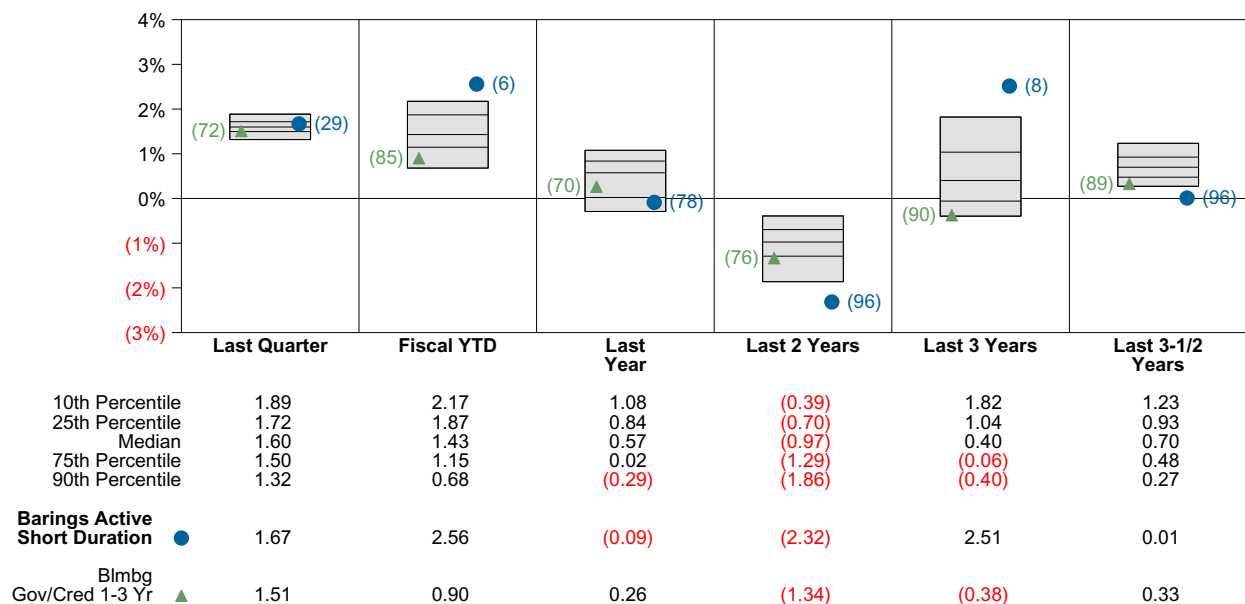 4%
3%
2%
1%
0%
(1%)
(2%)
(3%)
(72) (29)
(85) (6)
(70) (78)
(76) (96)
(90) (8)
(89) (96)
Last Quarter Fiscal YTD Last Year Last 2 Years Last 3 Years Last 3-1/2 Years
10th Percentile 1.89 2.17 1.08 (0.39) 1.82 1.23
25th Percentile 1.72 1.87 0.84 (0.70) 1.04 0.93
Median 1.60 1.43 0.57 (0.97) 0.40 0.70
75th Percentile 1.50 1.15 0.02 (1.29) (0.06) 0.48
90th Percentile 1.32 0.68 (0.29) (1.86) (0.40) 0.27
Barings Active
Short Duration 1.67 2.56 (0.09) (2.32) 2.51 0.01
Blmbg
Gov/Cred 1-3 Yr 1.51 0.90 0.26 (1.34) (0.38) 0.33